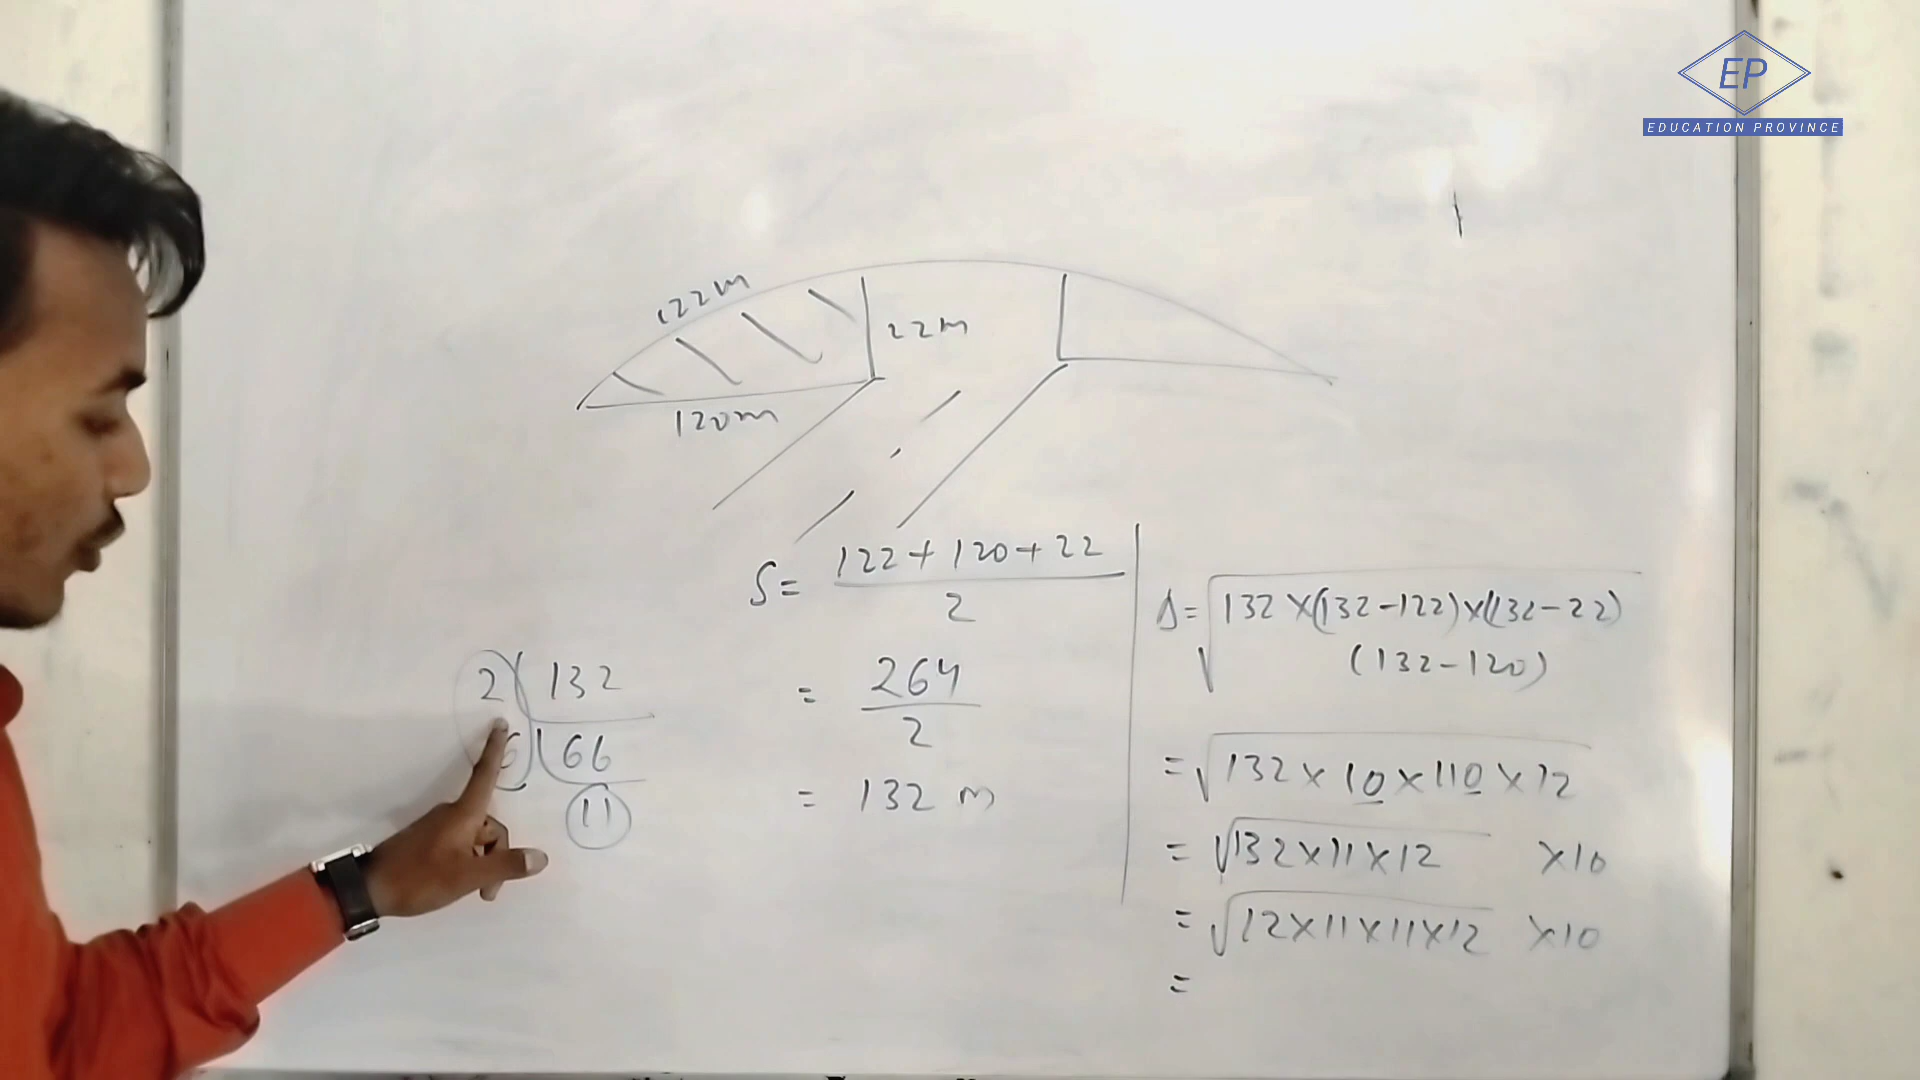 EP
EDUCATION PROVINCE
122m
22m
120m
S = 122 + 120 + 22 / 2
= 264 / 2
= 132 m
2 | 132
6 | 66
11
Δ = √132 × (132 - 122) × (132 - 22)
(132 - 120)
= √132 × 10 × 110 × 12
= √132 × 11 × 12 × 10
= √12 × 11 × 11 × 12 × 10
=